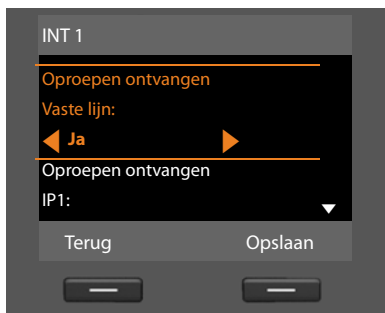 INT 1
Oproepen ontvangen
Vaste lijn:
Ja
Oproepen ontvangen
IP1:
Terug Opslaan